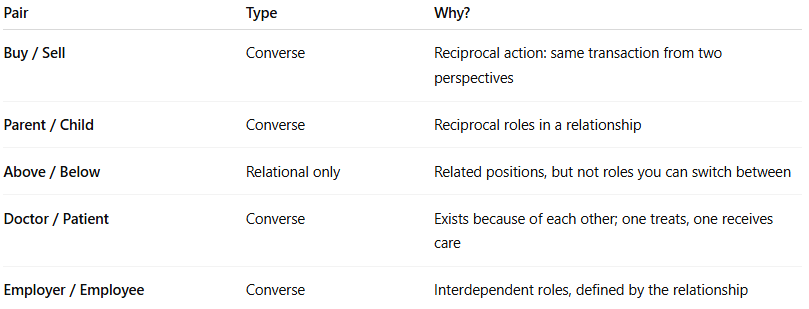 Pair Type Why?
Buy / Sell Converse Reciprocal action: same transaction from two
perspectives
Parent / Child Converse Reciprocal roles in a relationship
Above / Below Relational only Related positions, but not roles you can switch between
Doctor / Patient Converse Exists because of each other; one treats, one receives
care
Employer / Employee Converse Interdependent roles, defined by the relationship